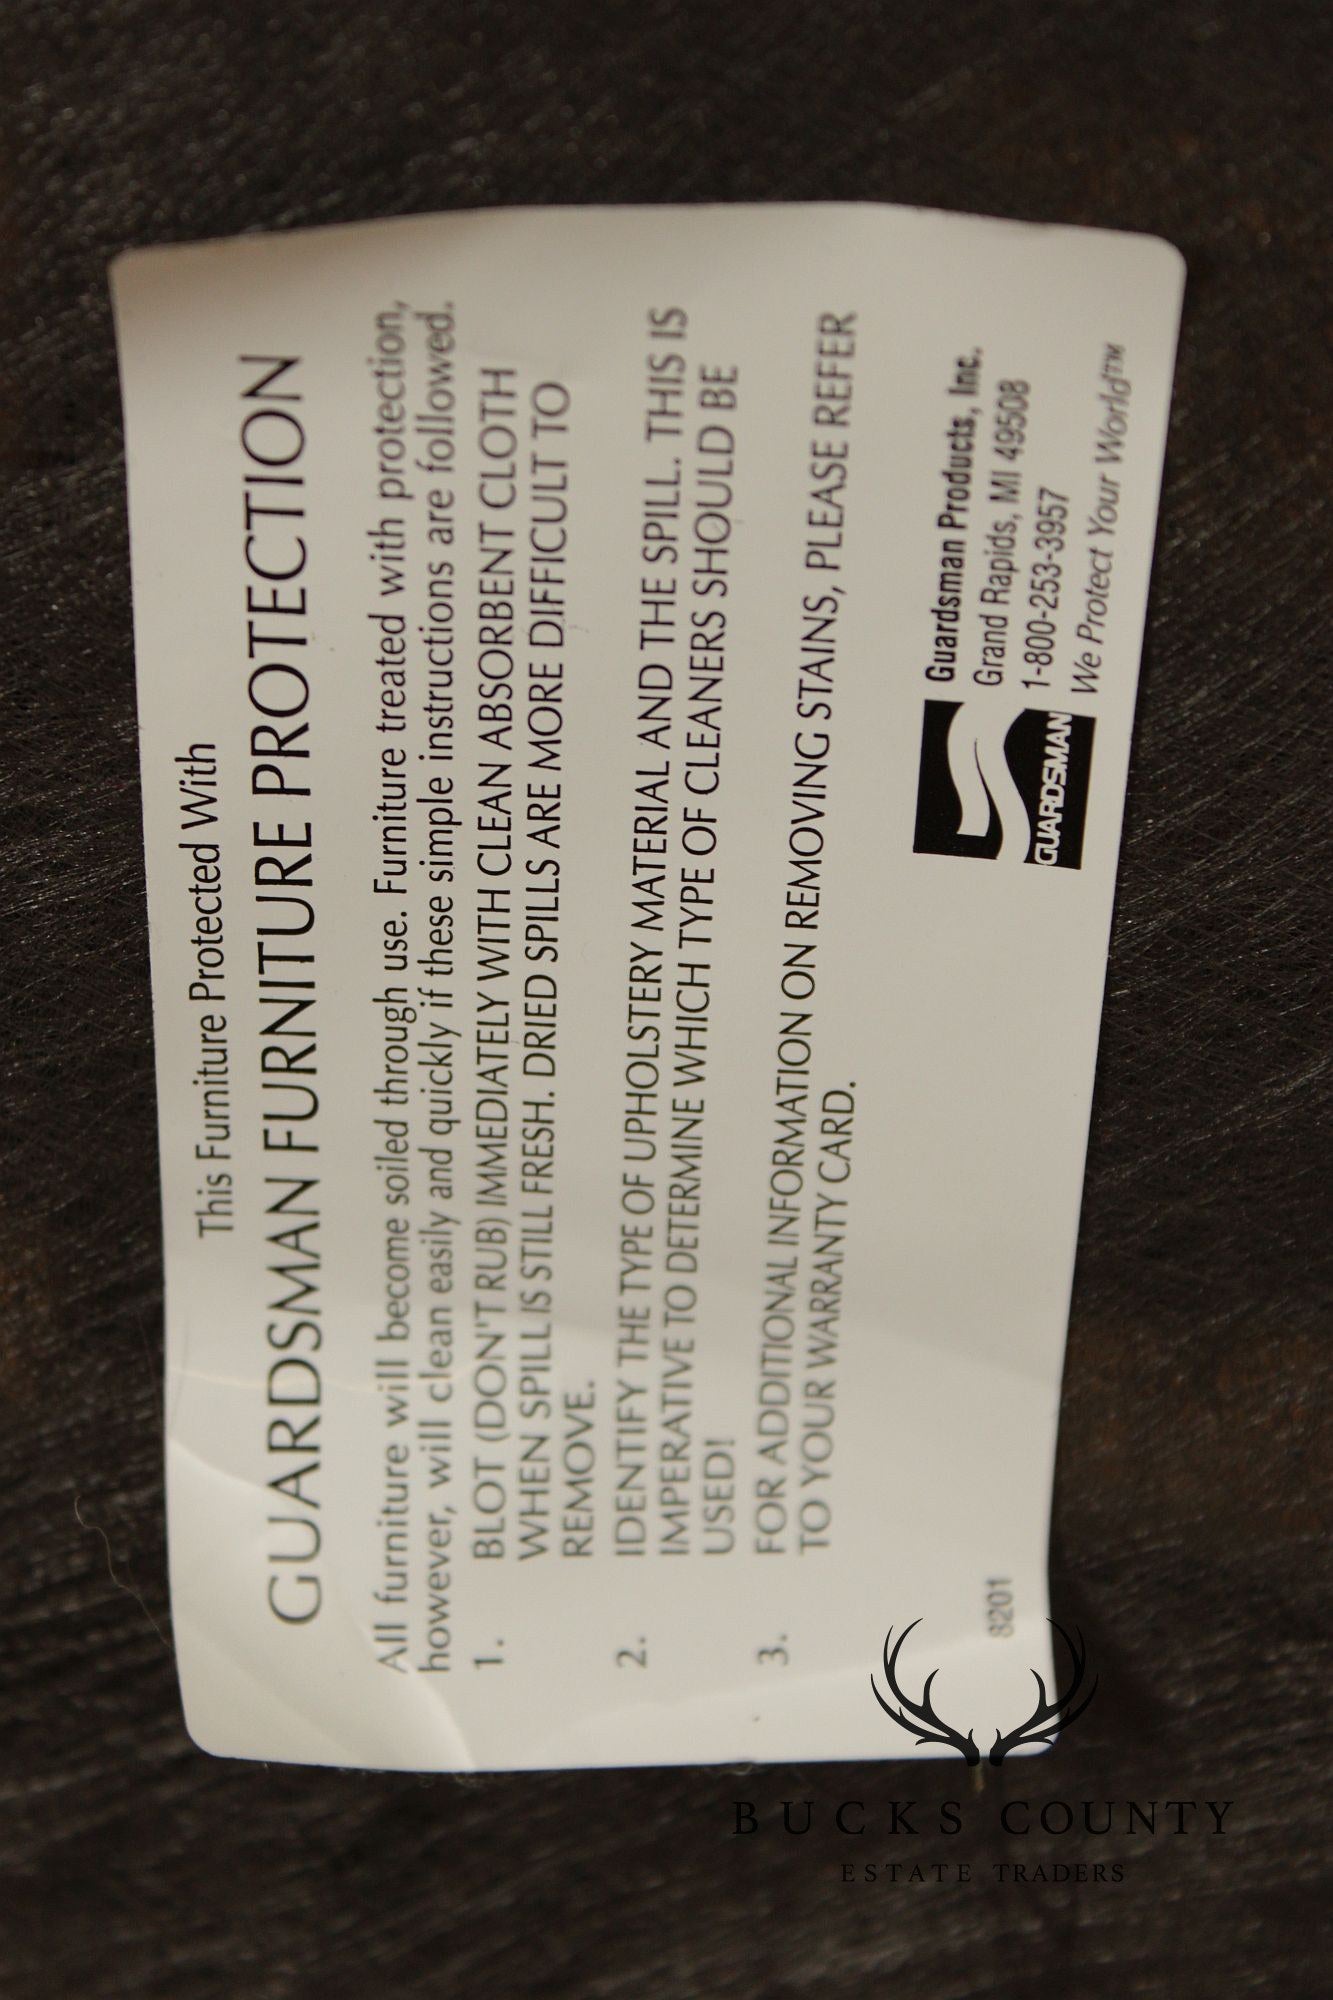 This Furniture Protected With
GUARDSMAN FURNITURE PROTECTION
All furniture will become soiled through use. Furniture treated with protection,
however, will clean easily and quickly if these simple instructions are followed.
1. BLOT (DON'T RUB) IMMEDIATELY WITH CLEAN ABSORBENT CLOTH
WHEN SPILL IS STILL FRESH. DRIED SPILLS ARE MORE DIFFICULT TO
REMOVE.
2. IDENTIFY THE TYPE OF UPHOLSTERY MATERIAL AND THE SPILL. THIS IS
IMPERATIVE TO DETERMINE WHICH TYPE OF CLEANERS SHOULD BE
USED!
3. FOR ADDITIONAL INFORMATION ON REMOVING STAINS, PLEASE REFER
TO YOUR WARRANTY CARD.
GUARDSMAN
Guardsman Products, Inc.
Grand Rapids, MI 49508
1-800-253-3957
We Protect Your World™
8201
BUCKS COUNTY
ESTATE TRADERS